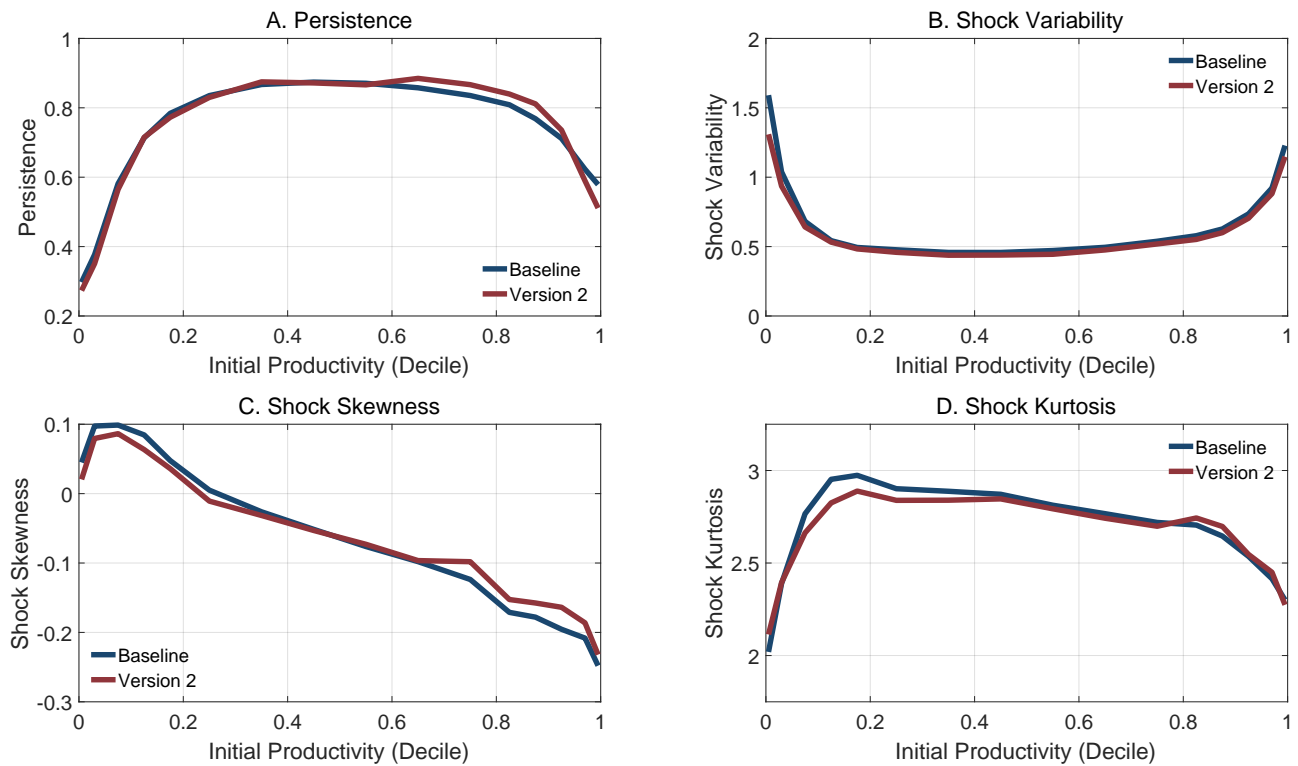 A. Persistence
1
0.8
0.6
0.4
0.2
Persistence
Baseline
Version 2
0 0.2 0.4 0.6 0.8 1
Initial Productivity (Decile)
B. Shock Variability
2
1.5
1
0.5
0
Shock Variability
Baseline
Version 2
0 0.2 0.4 0.6 0.8 1
Initial Productivity (Decile)
C. Shock Skewness
0.1
0
-0.1
-0.2
-0.3
Shock Skewness
Baseline
Version 2
0 0.2 0.4 0.6 0.8 1
Initial Productivity (Decile)
D. Shock Kurtosis
3
2.5
2
Shock Kurtosis
Baseline
Version 2
0 0.2 0.4 0.6 0.8 1
Initial Productivity (Decile)